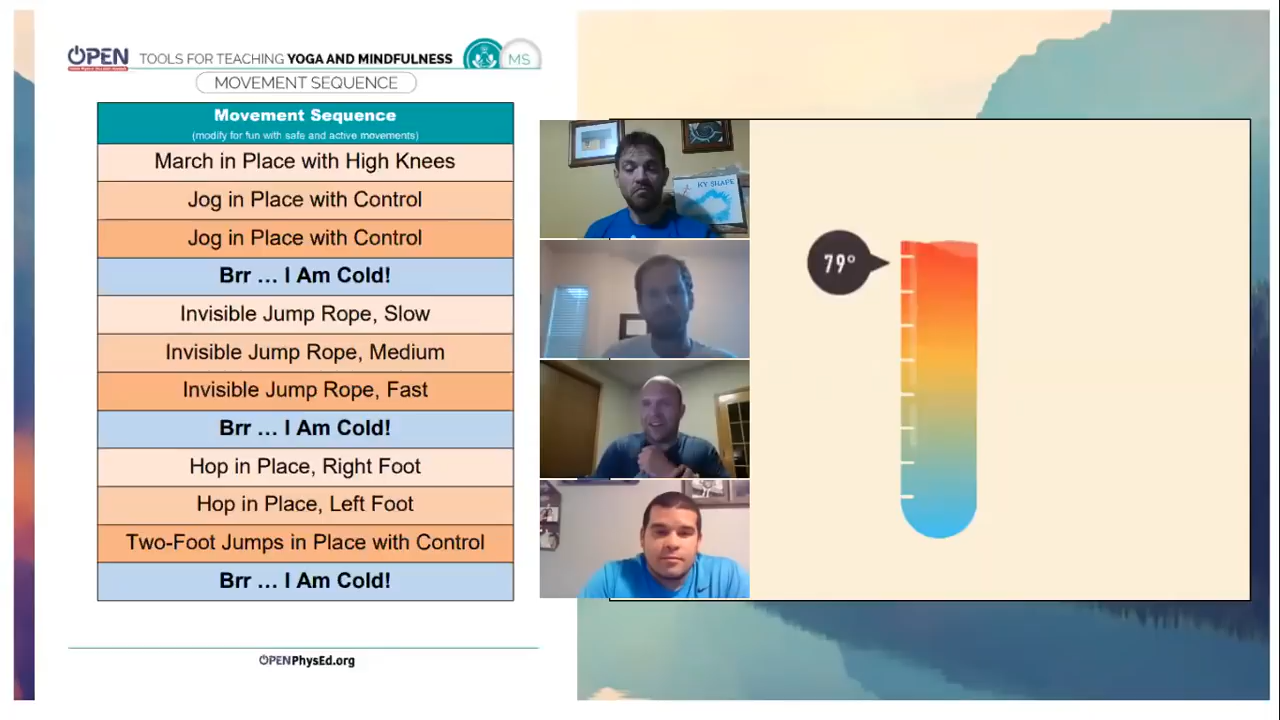 OPEN TOOLS FOR TEACHING YOGA AND MINDFULNESS MS
MOVEMENT SEQUENCE
Movement Sequence
(modify for fun with safe and active movements)
March in Place with High Knees
Jog in Place with Control
Jog in Place with Control
Brr … I Am Cold!
Invisible Jump Rope, Slow
Invisible Jump Rope, Medium
Invisible Jump Rope, Fast
Brr … I Am Cold!
Hop in Place, Right Foot
Hop in Place, Left Foot
Two-Foot Jumps in Place with Control
Brr … I Am Cold!
OPENPhysEd.org
KY SHAPE
79°